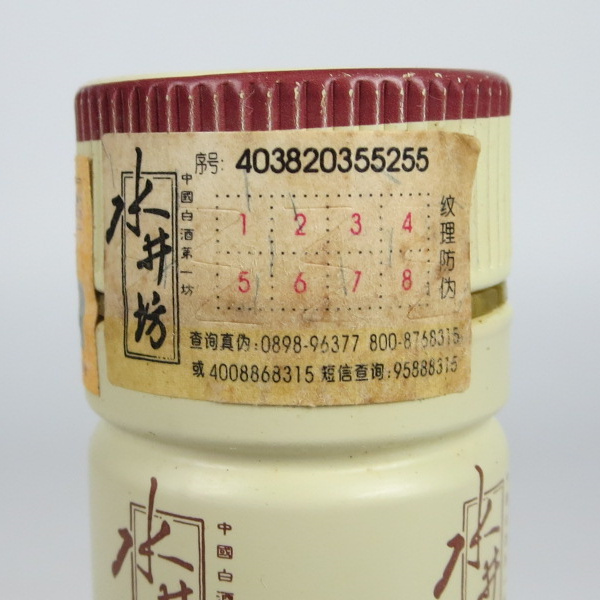 序号: 403820355255
水井坊
中國白酒第一坊
1 2 3 4
5 6 7 8
纹理防伪
查询真伪:0898-96377 800-8768315
或4008868315 短信查询:95888315
水井
中國白酒
水井